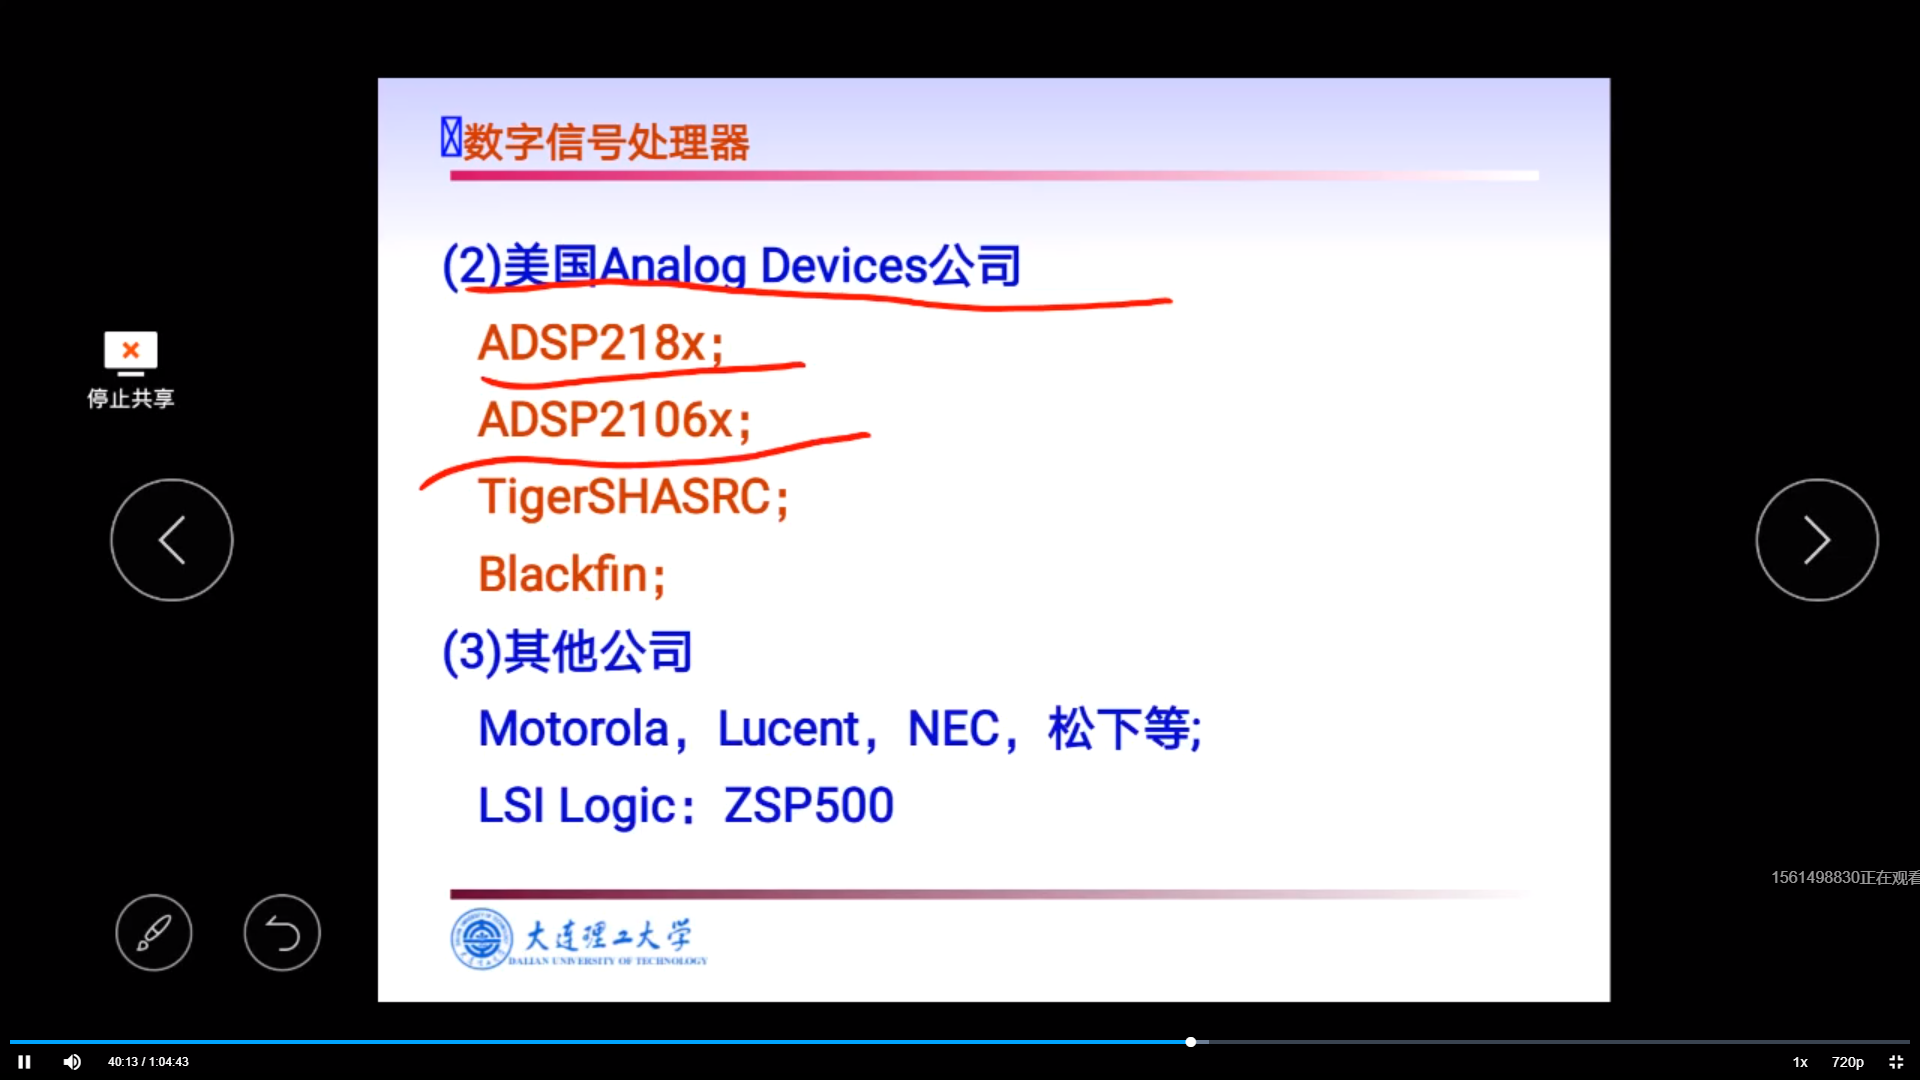 数字信号处理器
(2)美国Analog Devices公司
ADSP218x;
ADSP2106x;
TigerSHASRC;
Blackfin;
(3)其他公司
Motorola，Lucent，NEC，松下等;
LSI Logic：ZSP500
停止共享
1561498830正在观看
大连理工大学
DALIAN UNIVERSITY OF TECHNOLOGY
40:13 / 1:04:43
1x
720p